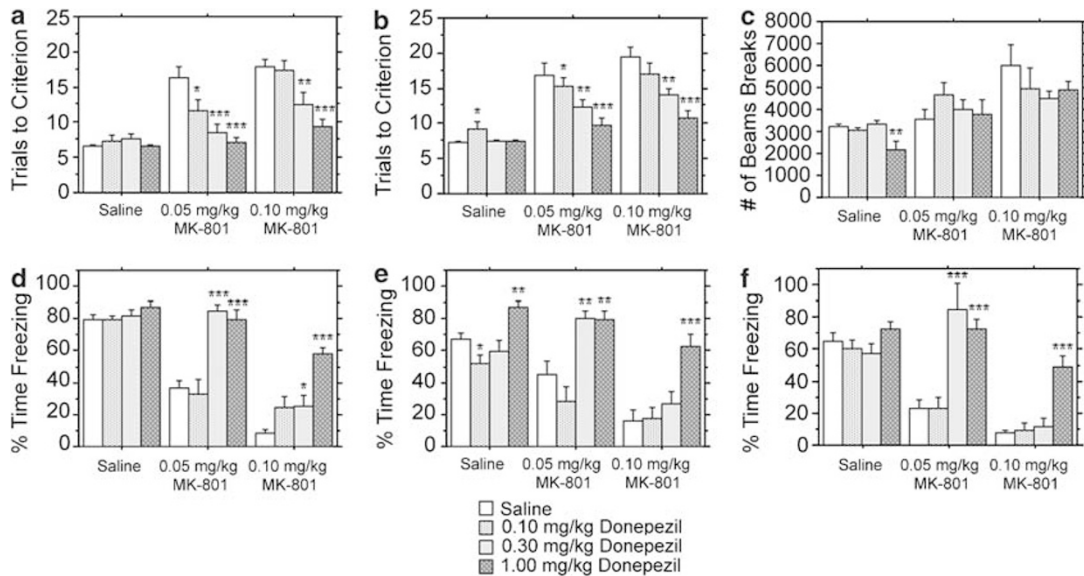 a
Trials to Criterion
25
20
15
10
5
0
*
***
***
**
***
Saline
0.05 mg/kg
MK-801
0.10 mg/kg
MK-801
b
Trials to Criterion
25
20
15
10
5
0
*
*
**
***
**
***
Saline
0.05 mg/kg
MK-801
0.10 mg/kg
MK-801
c
# of Beams Breaks
8000
7000
6000
5000
4000
3000
2000
1000
0
**
Saline
0.05 mg/kg
MK-801
0.10 mg/kg
MK-801
d
% Time Freezing
100
80
60
40
20
0
***
***
*
***
Saline
0.05 mg/kg
MK-801
0.10 mg/kg
MK-801
e
% Time Freezing
100
80
60
40
20
0
*
**
**
**
***
Saline
0.05 mg/kg
MK-801
0.10 mg/kg
MK-801
f
% Time Freezing
100
80
60
40
20
0
***
***
***
Saline
0.05 mg/kg
MK-801
0.10 mg/kg
MK-801
Saline
0.10 mg/kg Donepezil
0.30 mg/kg Donepezil
1.00 mg/kg Donepezil